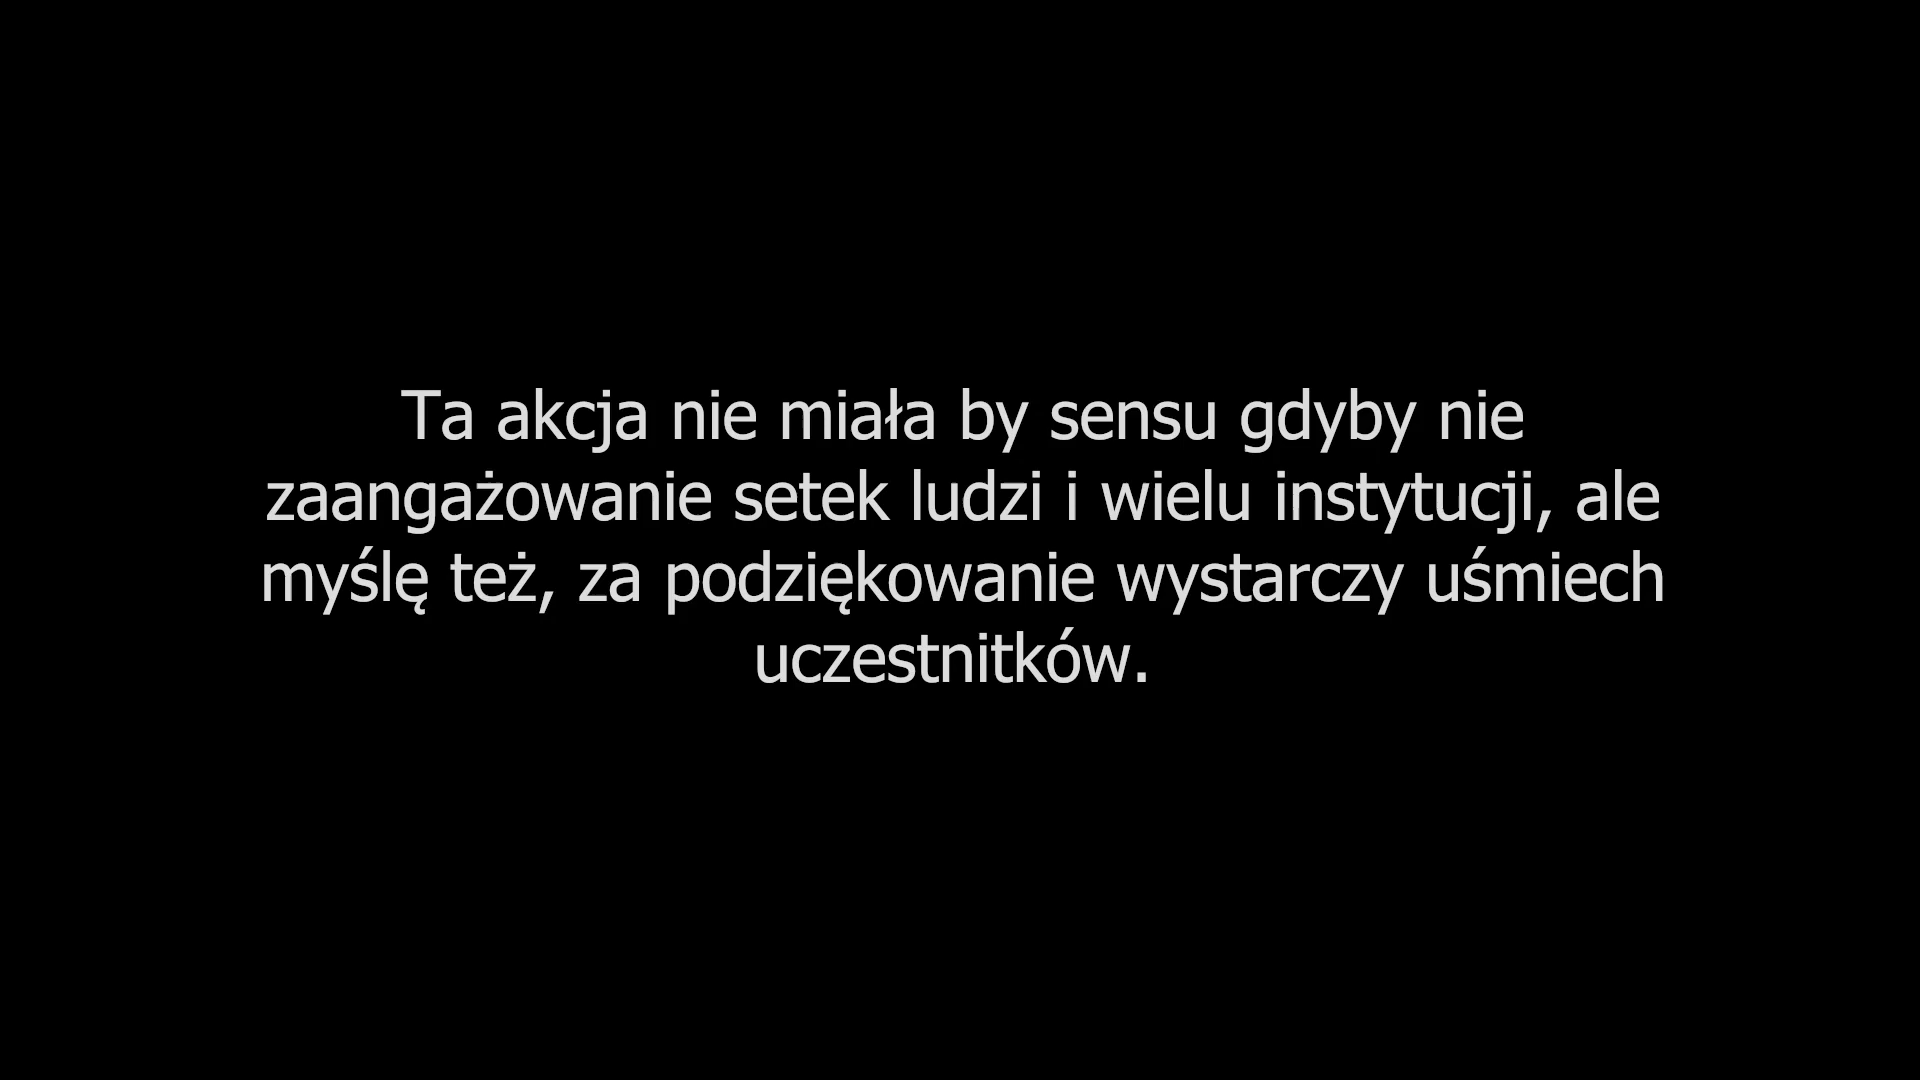 Ta akcja nie miała by sensu gdyby nie
zaangażowanie setek ludzi i wielu instytucji, ale
myślę też, za podziękowanie wystarczy uśmiech
uczestnitków.